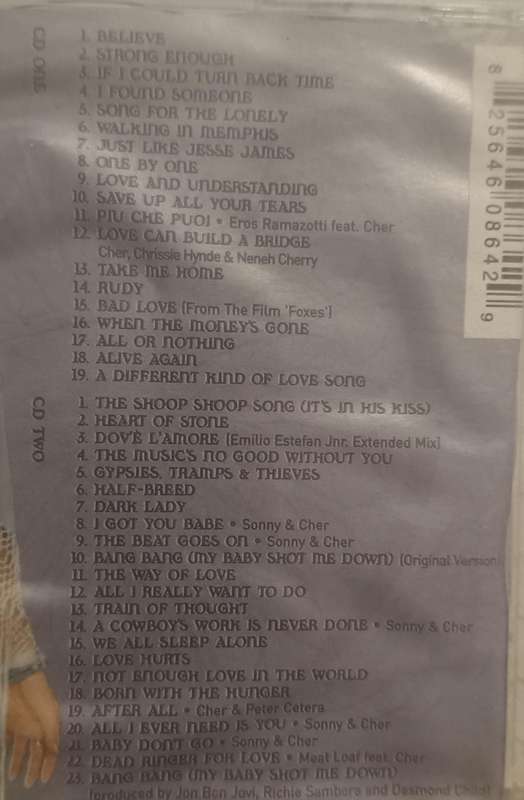 CD ONE
1. BELIEVE
2. STRONG ENOUGH
3. IF I COULD TURN BACK TIME
4. I FOUND SOMEONE
5. SONG FOR THE LONELY
6. WALKING IN MEMPHIS
7. JUST LIKE JESSE JAMES
8. ONE BY ONE
9. LOVE AND UNDERSTANDING
10. SAVE UP ALL YOUR TEARS
11. PIU CHE PUOI • Eros Ramazotti feat. Cher
12. LOVE CAN BUILD A BRIDGE
Cher, Chrissie Hynde & Neneh Cherry
13. TAKE ME HOME
14. RUDY
15. BAD LOVE (From The Film 'Foxes')
16. WHEN THE MONEY'S GONE
17. ALL OR NOTHING
18. ALIVE AGAIN
19. A DIFFERENT KIND OF LOVE SONG
CD TWO
1. THE SHOOP SHOOP SONG (IT'S IN HIS KISS)
2. HEART OF STONE
3. DOV'E L'AMORE (Emilio Estefan Jnr. Extended Mix)
4. THE MUSIC'S NO GOOD WITHOUT YOU
5. GYPSIES, TRAMPS & THIEVES
6. HALF-BREED
7. DARK LADY
8. I GOT YOU BABE • Sonny & Cher
9. THE BEAT GOES ON • Sonny & Cher
10. BANG BANG (MY BABY SHOT ME DOWN) (Original Version)
11. THE WAY OF LOVE
12. ALL I REALLY WANT TO DO
13. TRAIN OF THOUGHT
14. A COWBOY'S WORK IS NEVER DONE • Sonny & Cher
15. WE ALL SLEEP ALONE
16. LOVE HURTS
17. NOT ENOUGH LOVE IN THE WORLD
18. BORN WITH THE HUNGER
19. AFTER ALL • Cher & Peter Cetera
20. ALL I EVER NEED IS YOU • Sonny & Cher
21. BABY DON'T GO • Sonny & Cher
22. DEAD RINGER FOR LOVE • Meat Loaf feat. Cher
23. BANG BANG (MY BABY SHOT ME DOWN)
(produced by Jon Bon Jovi, Richie Sambora and Desmond Child)
8 25646 08642 9